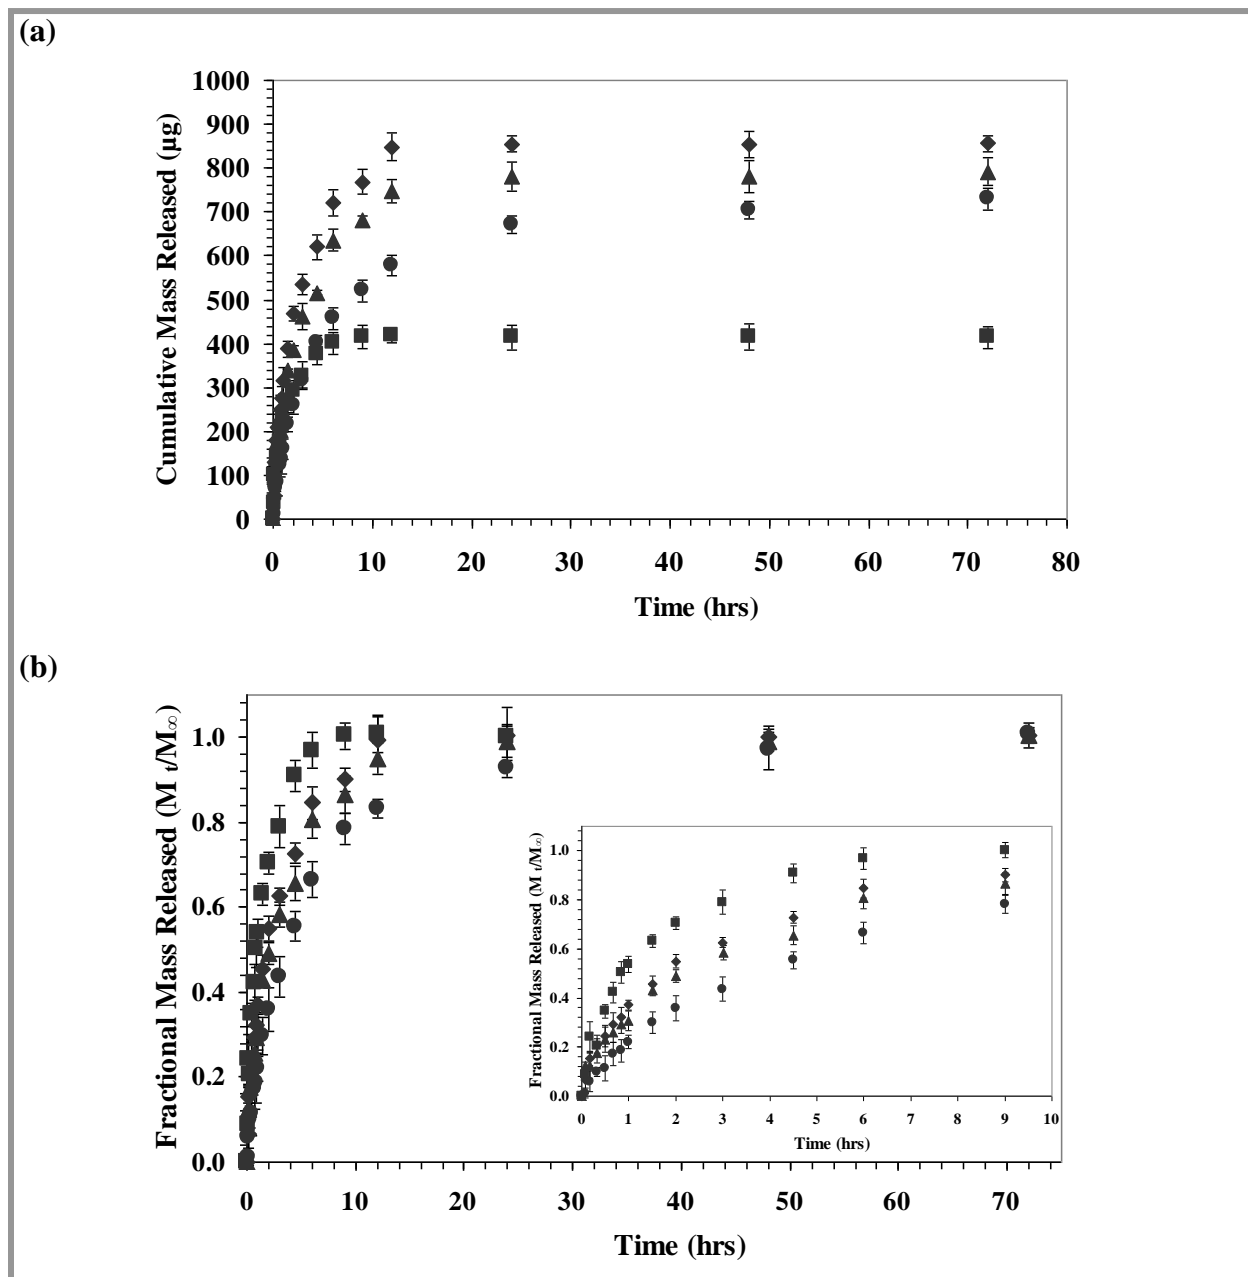 (a)
1000
900
800
700
600
500
400
300
200
100
0
Cumulative Mass Released (µg)
0 10 20 30 40 50 60 70 80
Time (hrs)
(b)
1.0
0.8
0.6
0.4
0.2
0.0
Fractional Mass Released (M t/M∞)
1.0
0.8
0.6
0.4
0.2
0.0
Fractional Mass Released (M t/M∞)
0 1 2 3 4 5 6 7 8 9 10
Time (hrs)
0 10 20 30 40 50 60 70
Time (hrs)